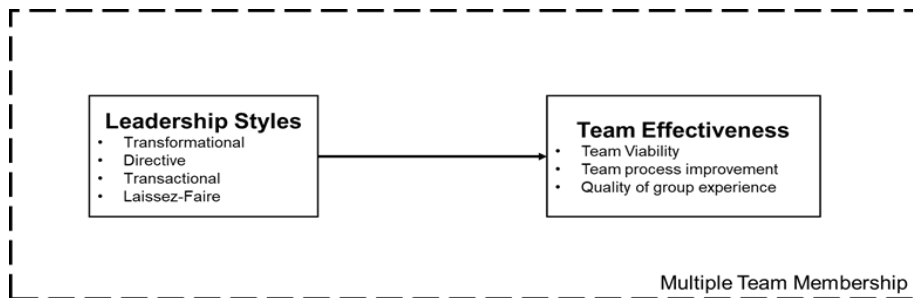 Leadership Styles
• Transformational
• Directive
• Transactional
• Laissez-Faire
Team Effectiveness
• Team Viability
• Team process improvement
• Quality of group experience
Multiple Team Membership